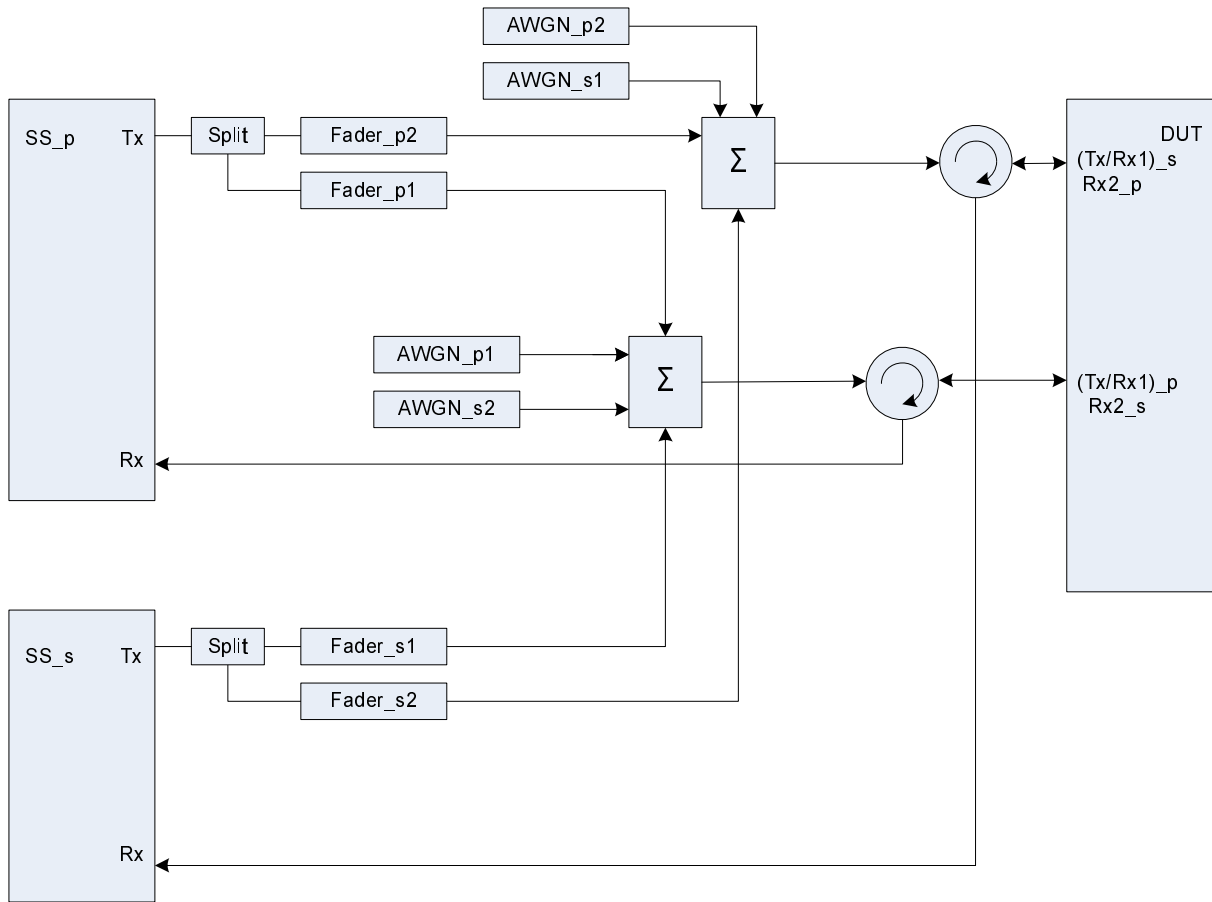 AWGN_p2
AWGN_s1
SS_p
Tx
Split
Fader_p2
Fader_p1
Σ
DUT
(Tx/Rx1)_s
Rx2_p
AWGN_p1
AWGN_s2
Σ
(Tx/Rx1)_p
Rx2_s
Rx
SS_s
Tx
Split
Fader_s1
Fader_s2
Rx